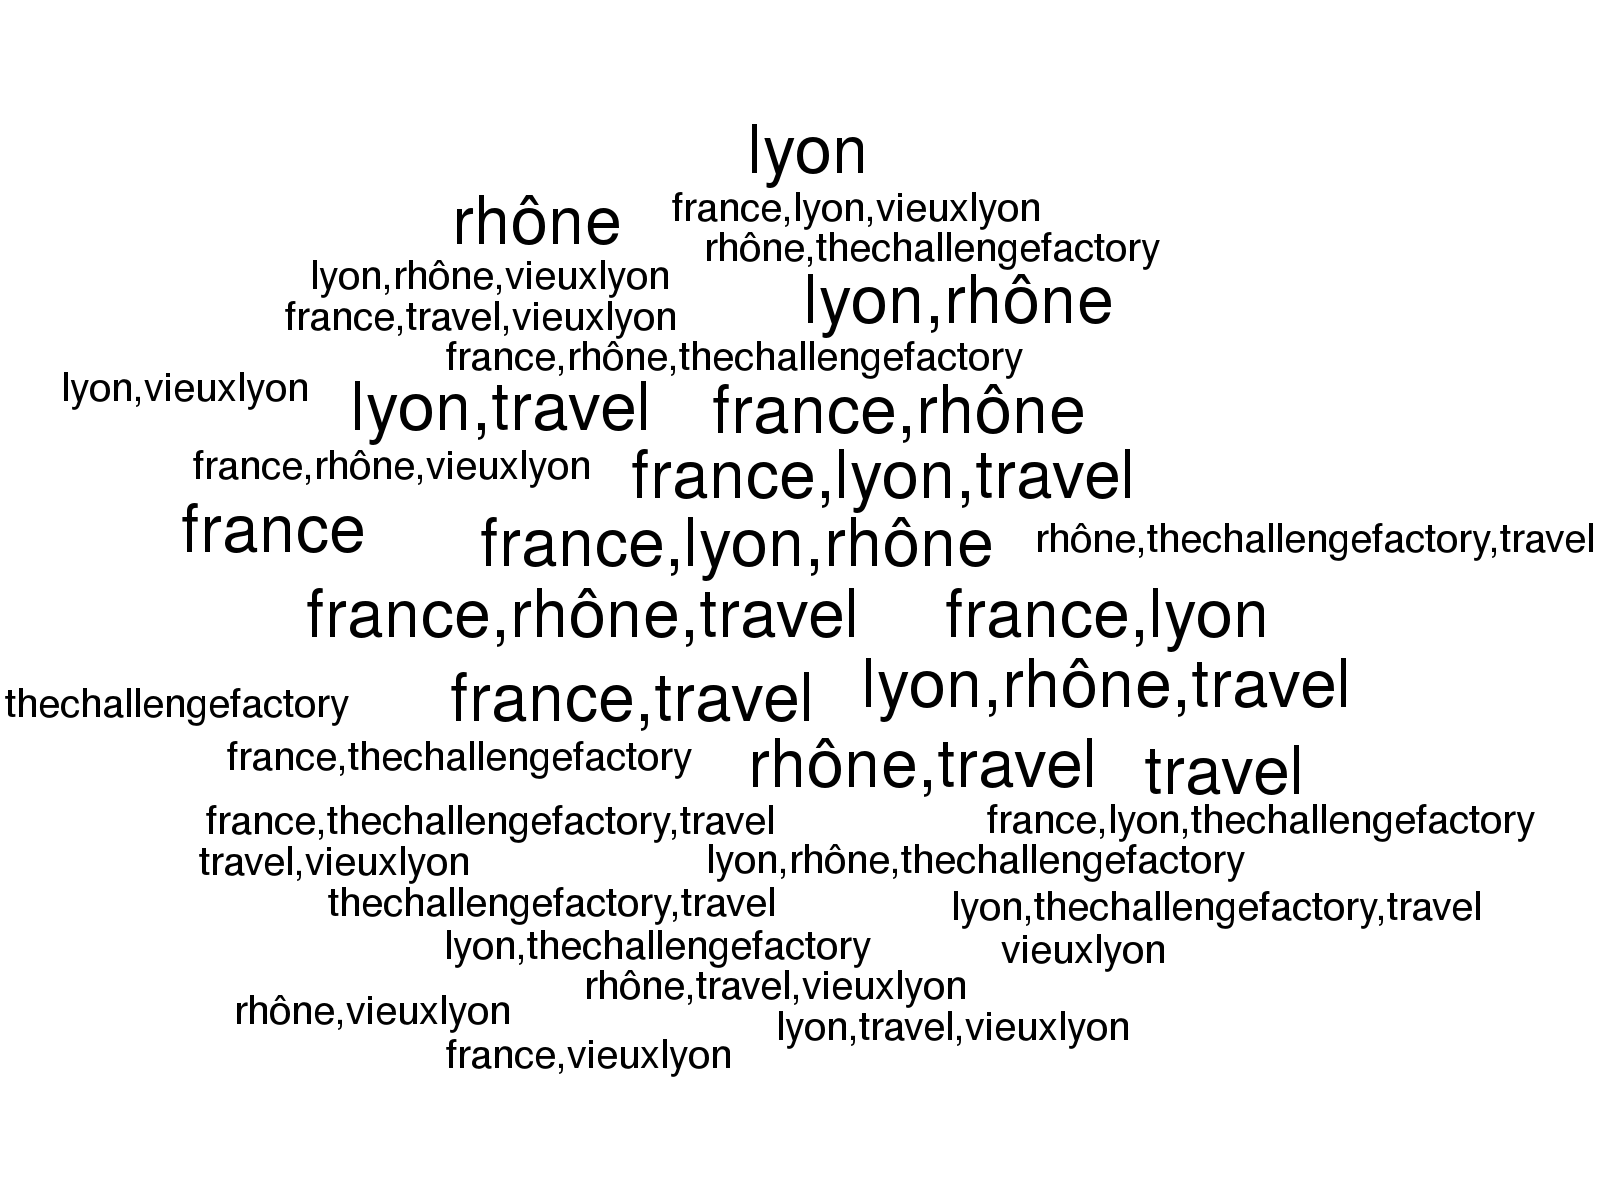 lyon
rhône
france,lyon,vieuxlyon
rhône,thechallengefactory
lyon,rhône,vieuxlyon
lyon,rhône
france,travel,vieuxlyon
france,rhône,thechallengefactory
lyon,vieuxlyon
lyon,travel
france,rhône
france,rhône,vieuxlyon
france,lyon,travel
france
france,lyon,rhône
rhône,thechallengefactory,travel
france,rhône,travel
france,lyon
thechallengefactory
france,travel
lyon,rhône,travel
france,thechallengefactory
rhône,travel
travel
france,thechallengefactory,travel
france,lyon,thechallengefactory
travel,vieuxlyon
lyon,rhône,thechallengefactory
thechallengefactory,travel
lyon,thechallengefactory,travel
lyon,thechallengefactory
vieuxlyon
rhône,travel,vieuxlyon
rhône,vieuxlyon
lyon,travel,vieuxlyon
france,vieuxlyon